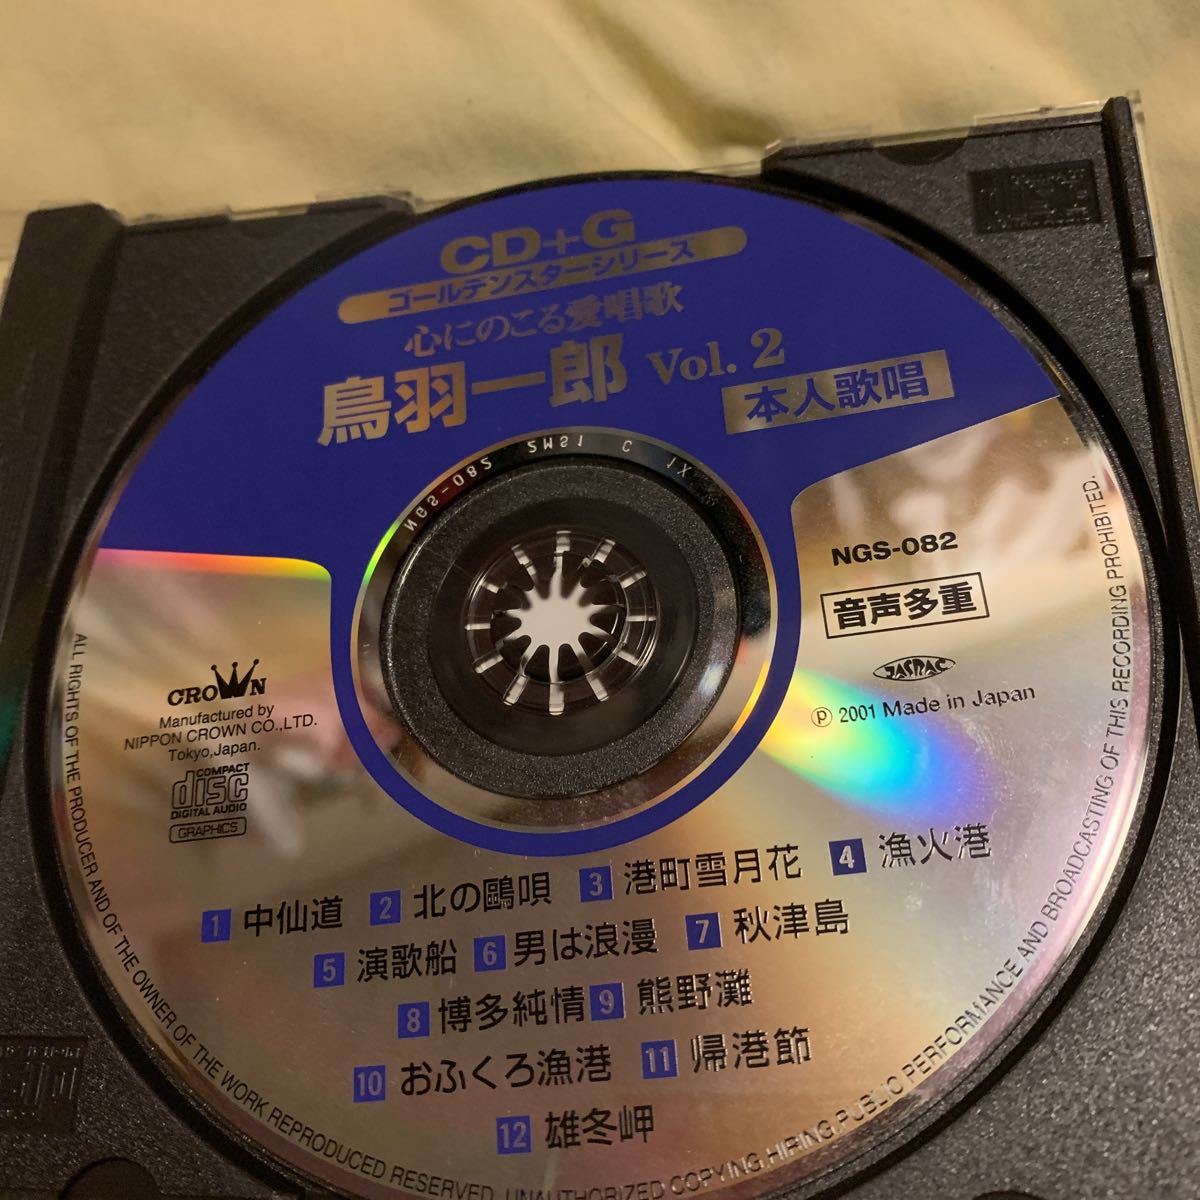 CD+G
ゴールデンスターシリーズ
心にのこる愛唱歌
鳥羽一郎 Vol. 2
本人歌唱
NGS-082 2MS1 C 1X
NGS-082
音声多重
JASRAC
Ⓟ 2001 Made in Japan
CROWN
Manufactured by
NIPPON CROWN CO.,LTD.
Tokyo,Japan.
COMPACT
disc
DIGITAL AUDIO
GRAPHICS
1 中仙道 2 北の鷗唄 3 港町雪月花 4 漁火港
5 演歌船 6 男は浪漫 7 秋津島
8 博多純情 9 熊野灘
10 おふくろ漁港 11 帰港節
12 雄冬岬
ALL RIGHTS OF THE PRODUCER AND OF THE OWNER OF THE WORK REPRODUCED RESERVED. UNAUTHORIZED COPYING, HIRING, PUBLIC PERFORMANCE AND BROADCASTING OF THIS RECORDING PROHIBITED.